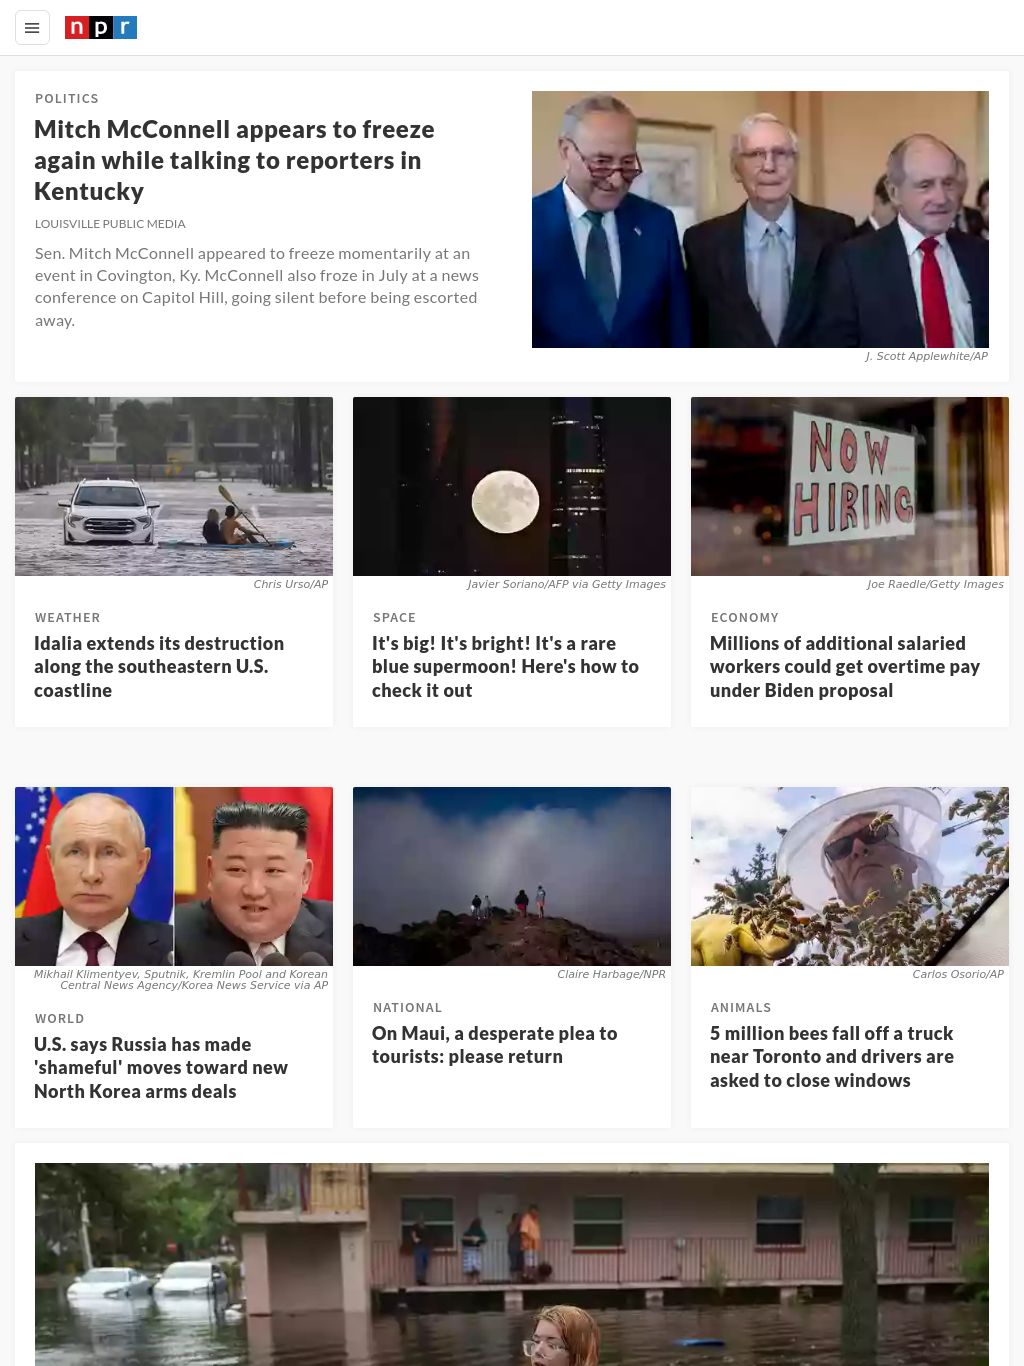 npr
POLITICS
Mitch McConnell appears to freeze
again while talking to reporters in
Kentucky
LOUISVILLE PUBLIC MEDIA
Sen. Mitch McConnell appeared to freeze momentarily at an
event in Covington, Ky. McConnell also froze in July at a news
conference on Capitol Hill, going silent before being escorted
away.
J. Scott Applewhite/AP
NOW
HIRING
Chris Urso/AP
Javier Soriano/AFP via Getty Images
Joe Raedle/Getty Images
WEATHER
Idalia extends its destruction
along the southeastern U.S.
coastline
SPACE
It's big! It's bright! It's a rare
blue supermoon! Here's how to
check it out
ECONOMY
Millions of additional salaried
workers could get overtime pay
under Biden proposal
Mikhail Klimentyev, Sputnik, Kremlin Pool and Korean
Central News Agency/Korea News Service via AP
WORLD
U.S. says Russia has made
'shameful' moves toward new
North Korea arms deals
Claire Harbage/NPR
NATIONAL
On Maui, a desperate plea to
tourists: please return
Carlos Osorio/AP
ANIMALS
5 million bees fall off a truck
near Toronto and drivers are
asked to close windows